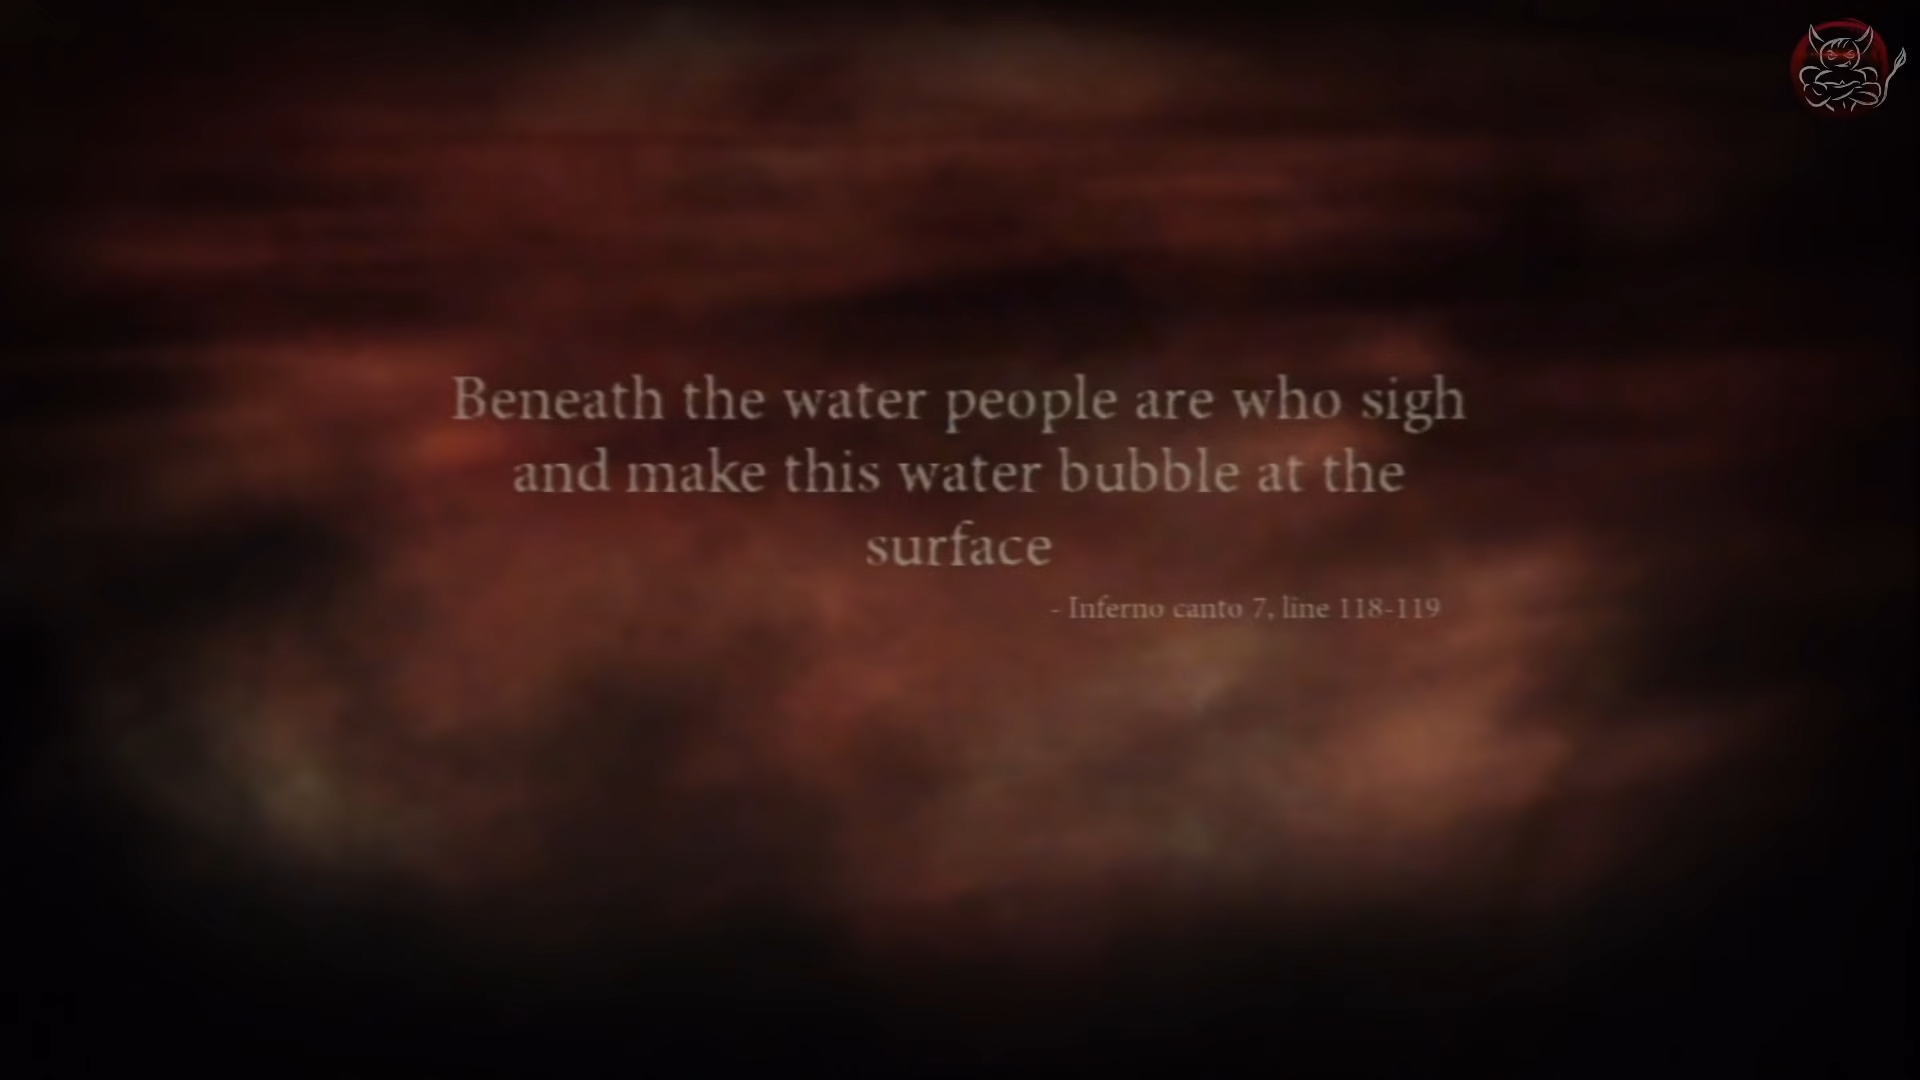 Beneath the water people are who sigh
and make this water bubble at the
surface
- Inferno canto 7, line 118-119